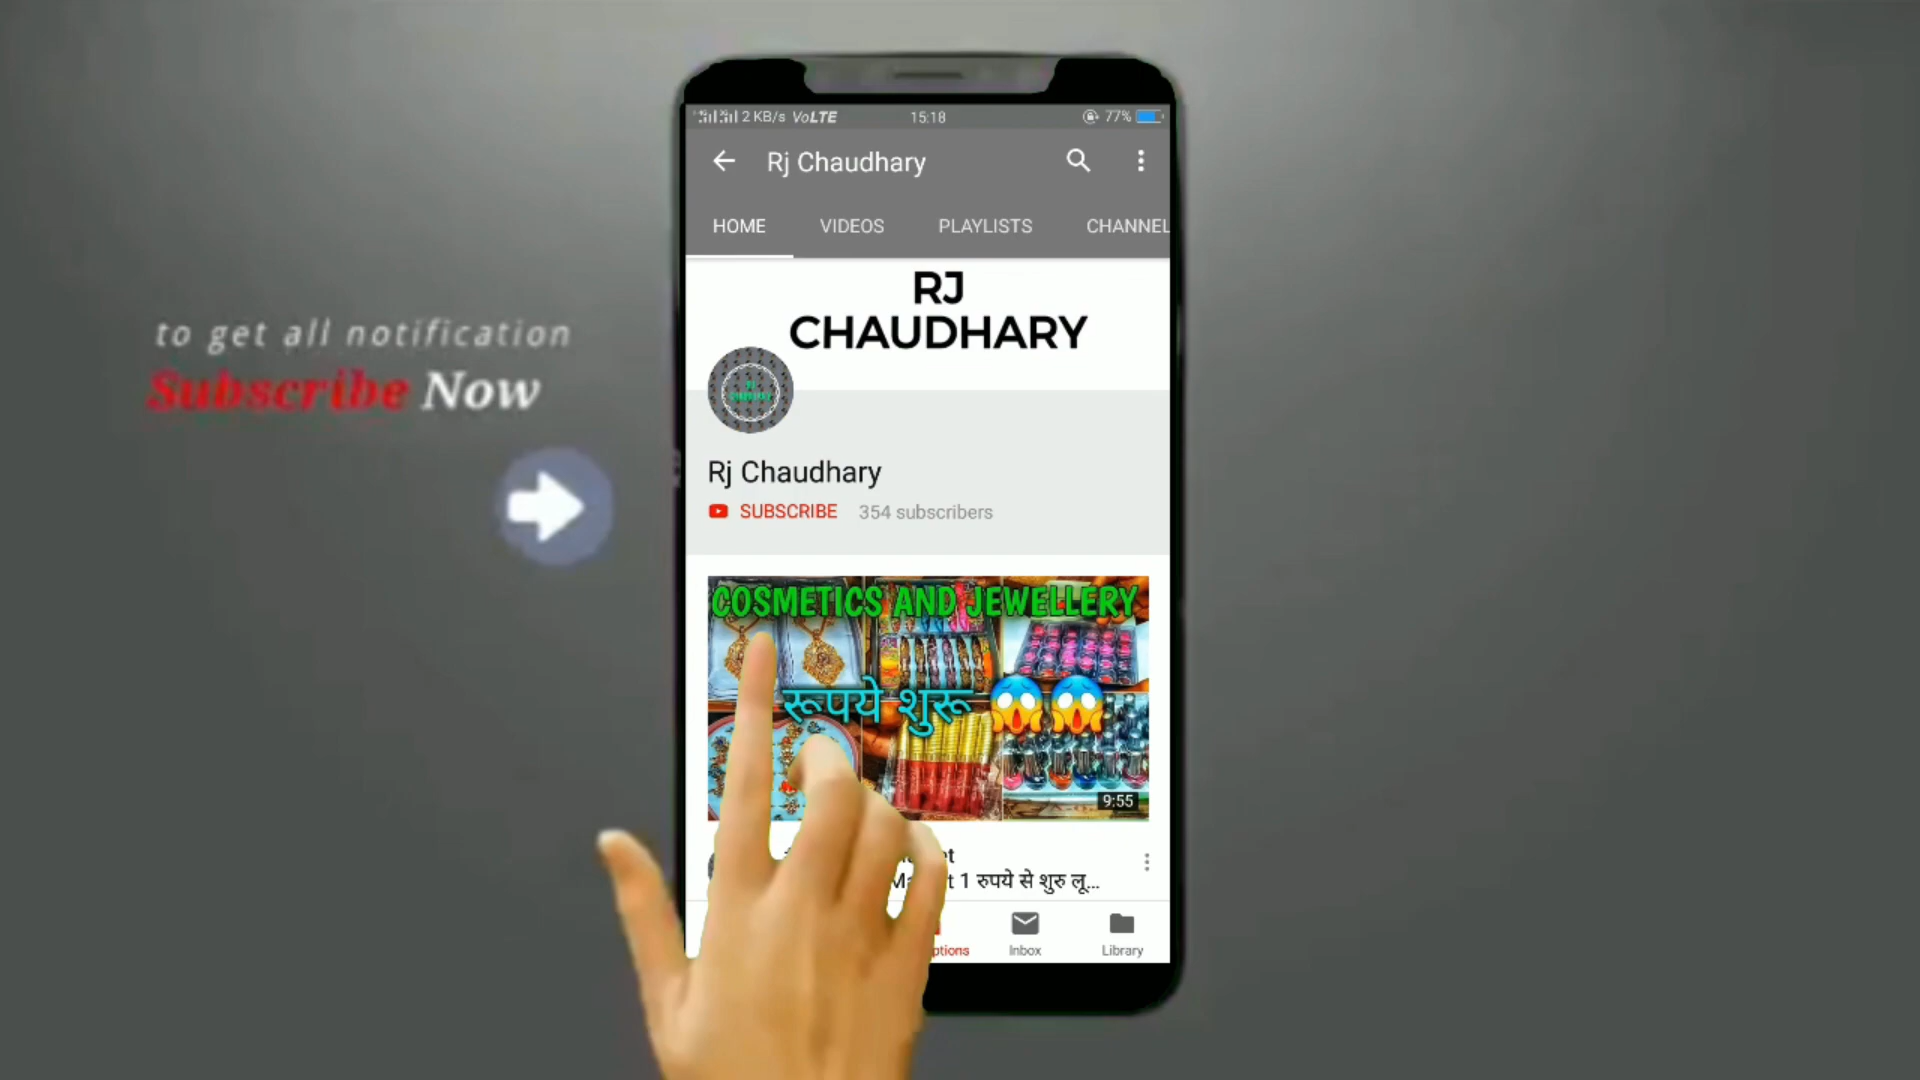 2 KB/s VoLTE 15:18 77%
Rj Chaudhary
HOME VIDEOS PLAYLISTS CHANNEL
RJ
CHAUDHARY
to get all notification
Subscribe Now
Rj Chaudhary
SUBSCRIBE 354 subscribers
COSMETICS AND JEWELLERY
रूपये शुरू
9:55
1 रुपये से शुरु लू...
Inbox Library